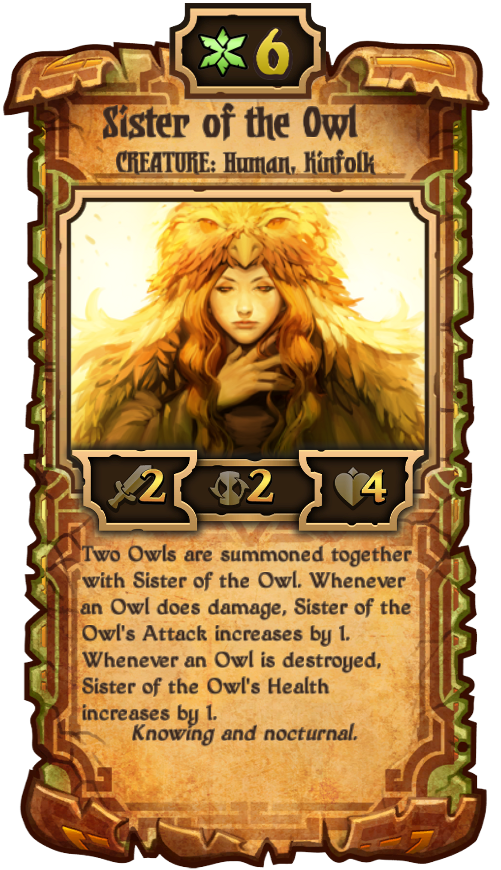 6
Sister of the Owl
CREATURE: Human, Kinfolk
2 2 4
Two Owls are summoned together
with Sister of the Owl. Whenever
an Owl does damage, Sister of the
Owl's Attack increases by 1.
Whenever an Owl is destroyed,
Sister of the Owl's Health
increases by 1.
Knowing and nocturnal.